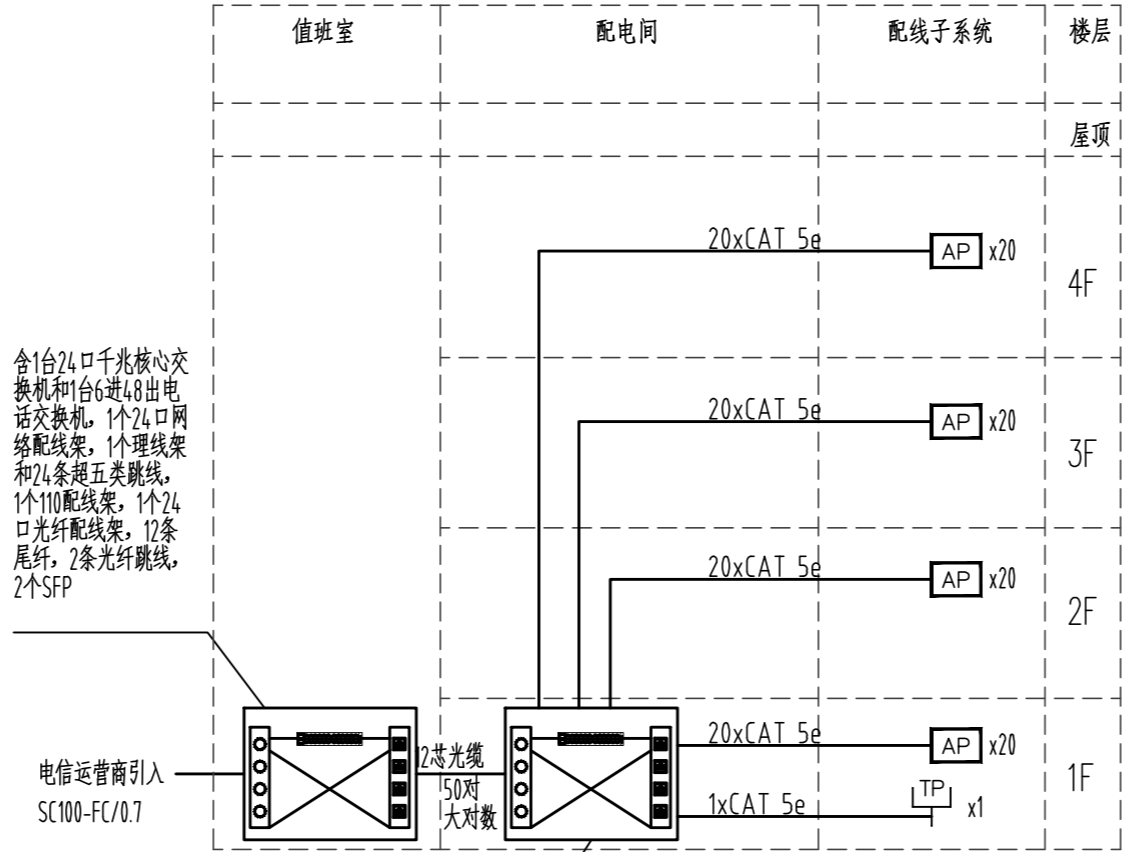 值班室
配电间
配线子系统
楼层
屋顶
20xCAT 5e
AP
x20
4F
20xCAT 5e
AP
x20
3F
含1台24口千兆核心交
换机和1台6进48出电
话交换机，1个24口网
络配线架，1个理线架
和24条超五类跳线，
1个110配线架，1个24
口光纤配线架，12条
尾纤，2条光纤跳线，
2个SFP
20xCAT 5e
AP
x20
2F
20xCAT 5e
AP
x20
1F
电信运营商引入
SC100-FC/0.7
12芯光缆
50对
大对数
1xCAT 5e
TP
x1